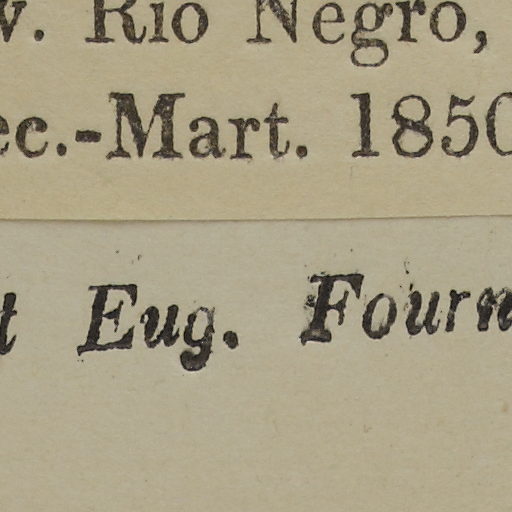 v. Rio Negro,
ec.-Mart. 1850
t Eug. Fourn